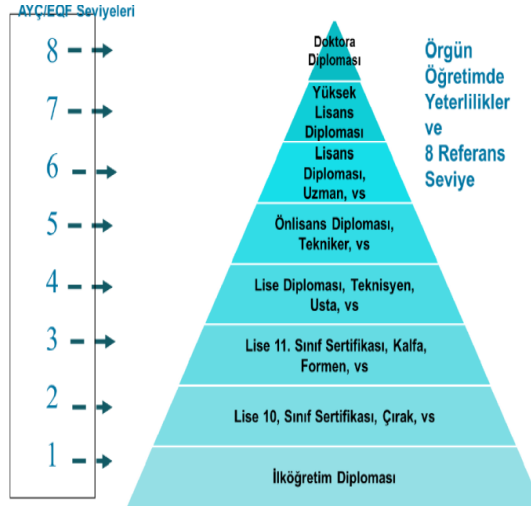 AYÇ/EQF Seviyeleri
8
7
6
5
4
3
2
1
Doktora
Diploması
Yüksek
Lisans
Diploması
Lisans
Diploması,
Uzman, vs
Önlisans Diploması,
Tekniker, vs
Lise Diploması, Teknisyen,
Usta, vs
Lise 11. Sınıf Sertifikası, Kalfa,
Formen, vs
Lise 10, Sınıf Sertifikası, Çırak, vs
İlköğretim Diploması
Örgün
Öğretimde
Yeterlilikler
ve
8 Referans
Seviye